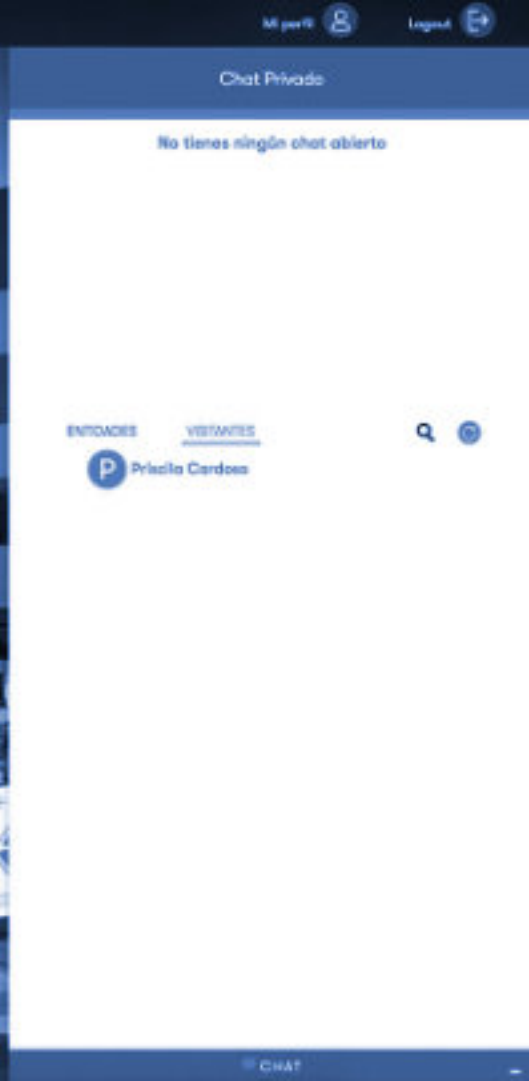 Mi perfil Logout
Chat Privado
No tienes ningún chat abierto
ENTIDADES VISITANTES
P Priscila Cardoso
CHAT